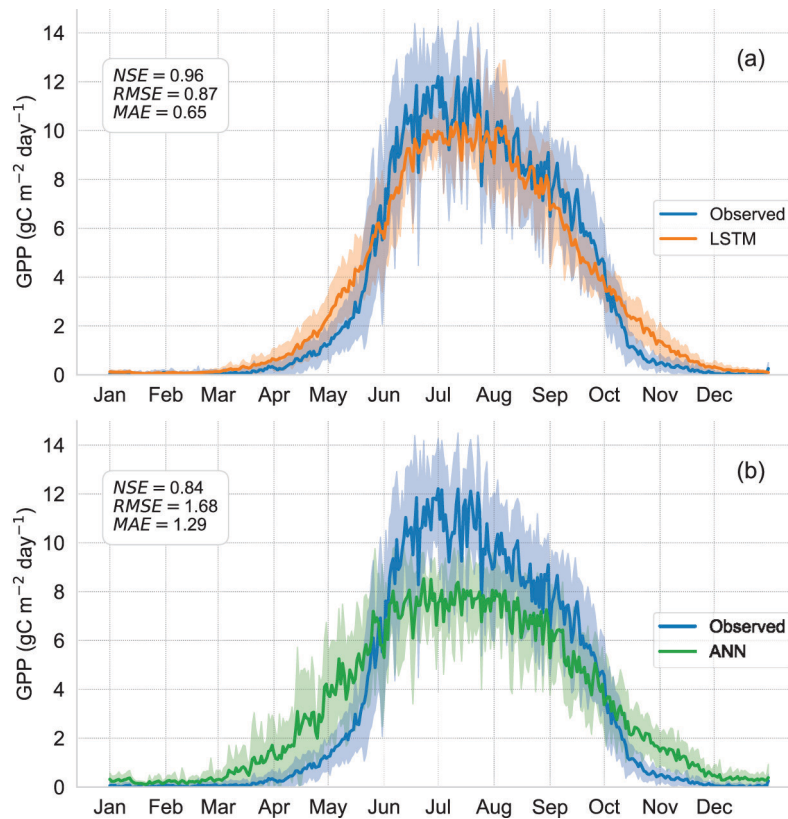 (a)
NSE = 0.96
RMSE = 0.87
MAE = 0.65
GPP (gC m⁻² day⁻¹)
14
12
10
8
6
4
2
0
Observed
LSTM
Jan Feb Mar Apr May Jun Jul Aug Sep Oct Nov Dec
(b)
NSE = 0.84
RMSE = 1.68
MAE = 1.29
GPP (gC m⁻² day⁻¹)
14
12
10
8
6
4
2
0
Observed
ANN
Jan Feb Mar Apr May Jun Jul Aug Sep Oct Nov Dec